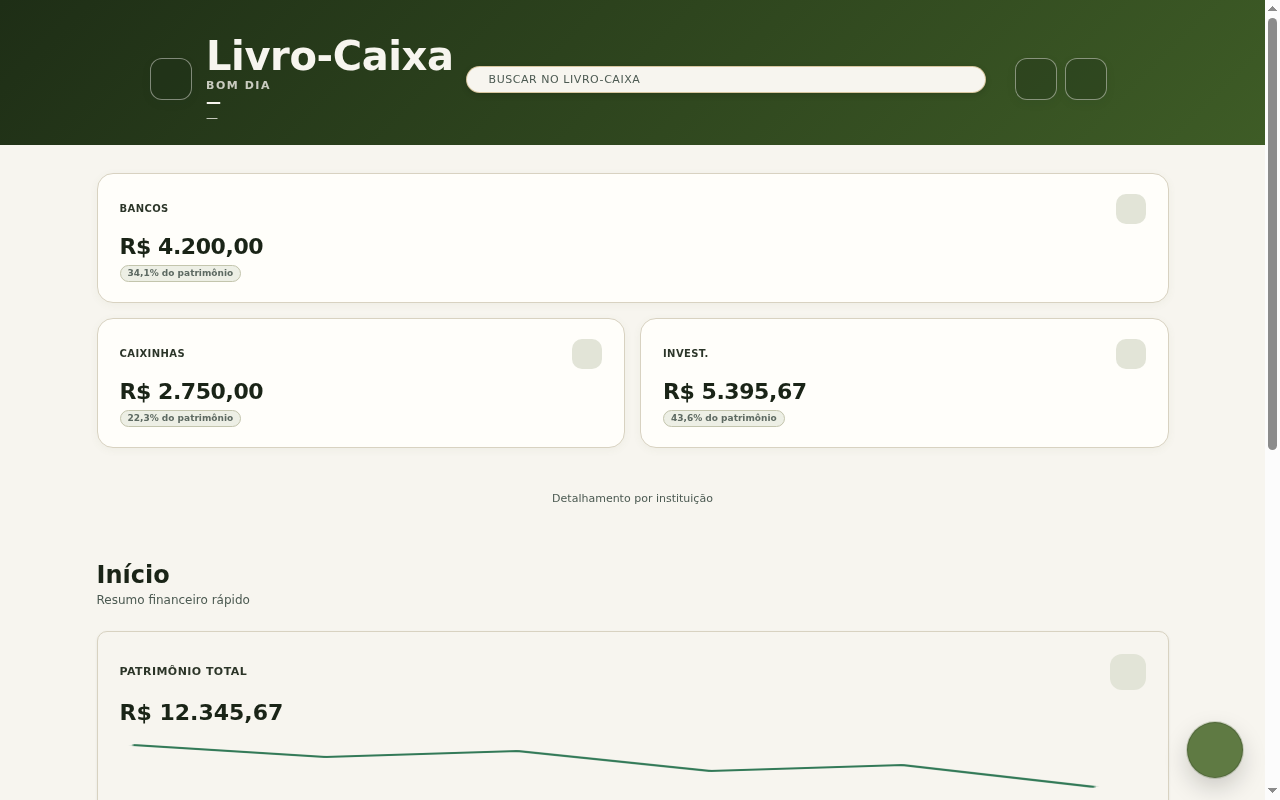 Livro-Caixa
BOM DIA
—
—
BUSCAR NO LIVRO-CAIXA
BANCOS
R$ 4.200,00
34,1% do patrimônio
CAIXINHAS
R$ 2.750,00
22,3% do patrimônio
INVEST.
R$ 5.395,67
43,6% do patrimônio
Detalhamento por instituição
Início
Resumo financeiro rápido
PATRIMÔNIO TOTAL
R$ 12.345,67